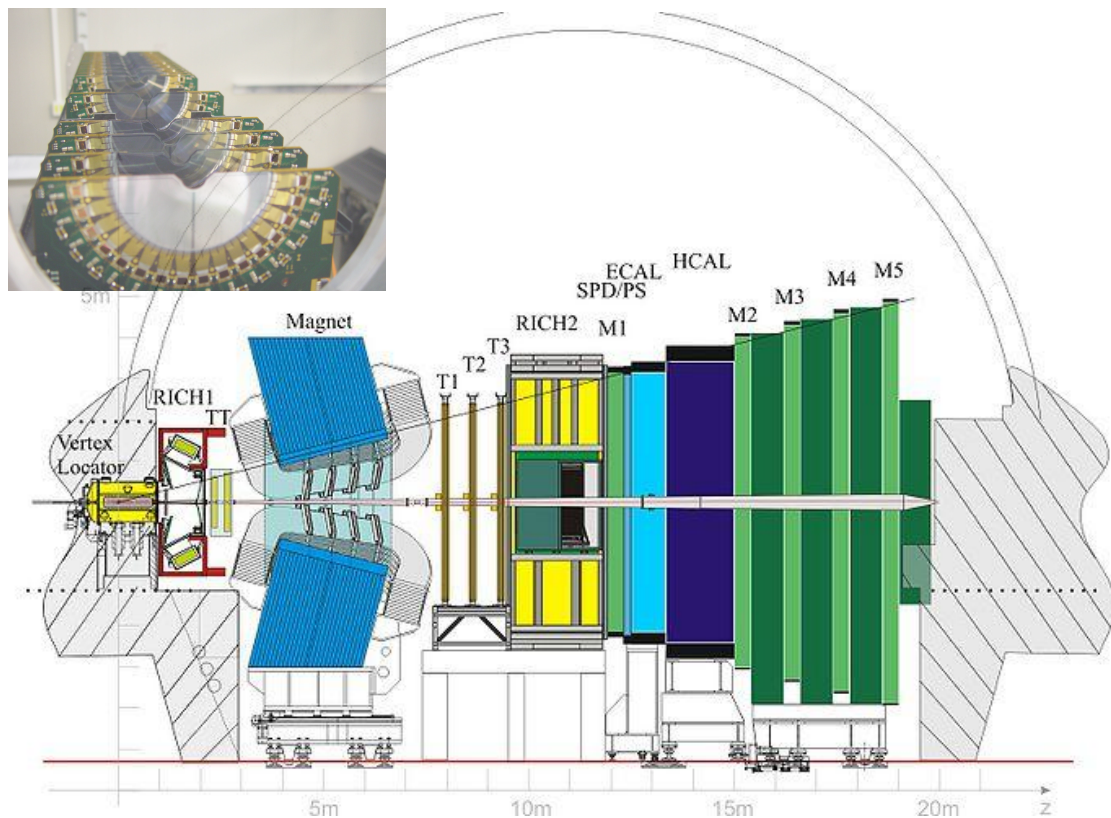 5m
HCAL
ECAL
SPD/PS
M5
M4
M3
M2
M1
RICH2
T3
T2
T1
Magnet
RICH1
TT
Vertex
Locator
5m
10m
15m
20m
z